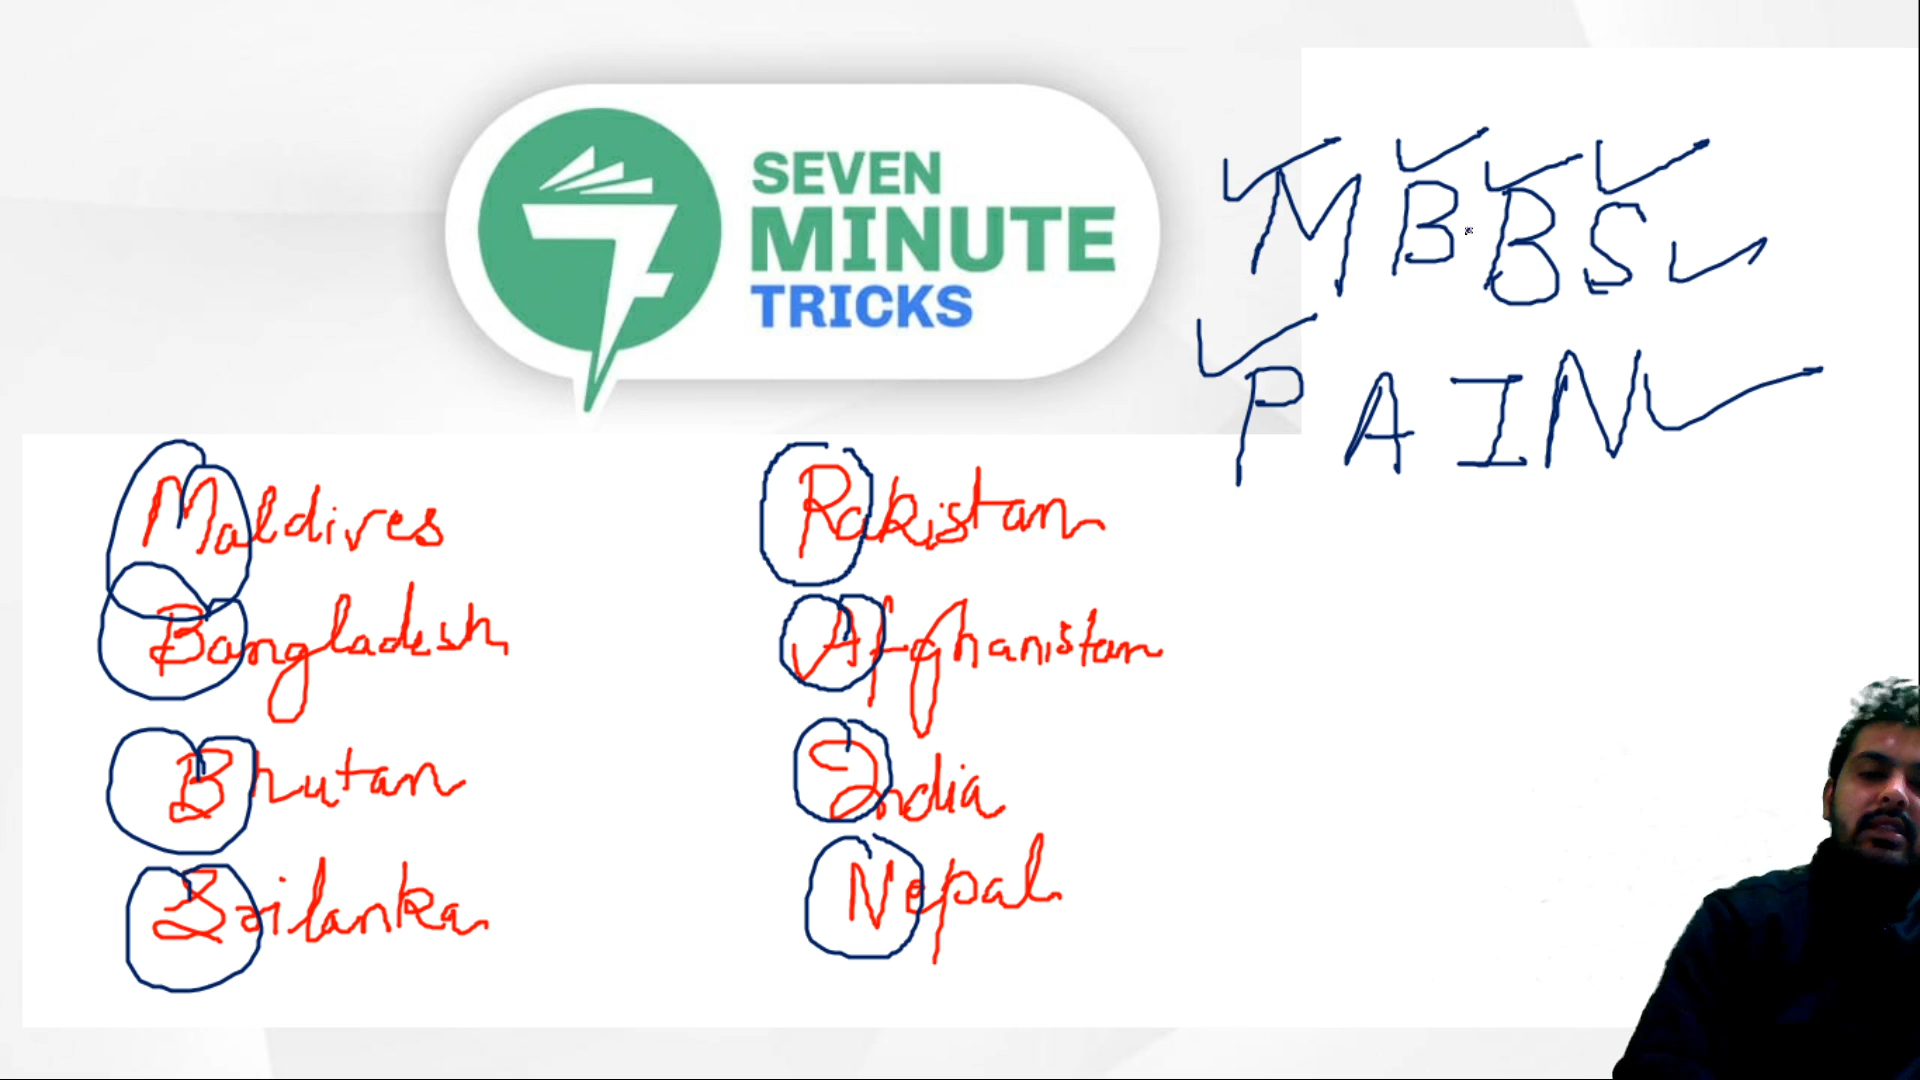 SEVEN
MINUTE
TRICKS
MBBS
PAIN
Maldives
Bangladesh
Bhutan
Srilanka
Pakistan
Afghanistan
India
Nepal